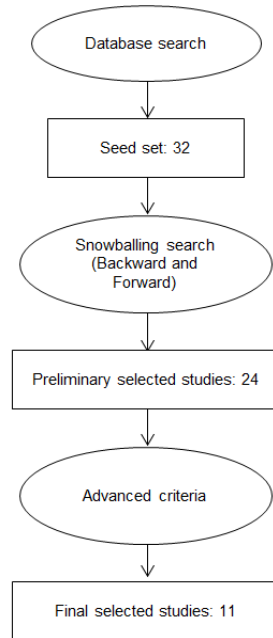 Database search
Seed set: 32
Snowballing search
(Backward and
Forward)
Preliminary selected studies: 24
Advanced criteria
Final selected studies: 11